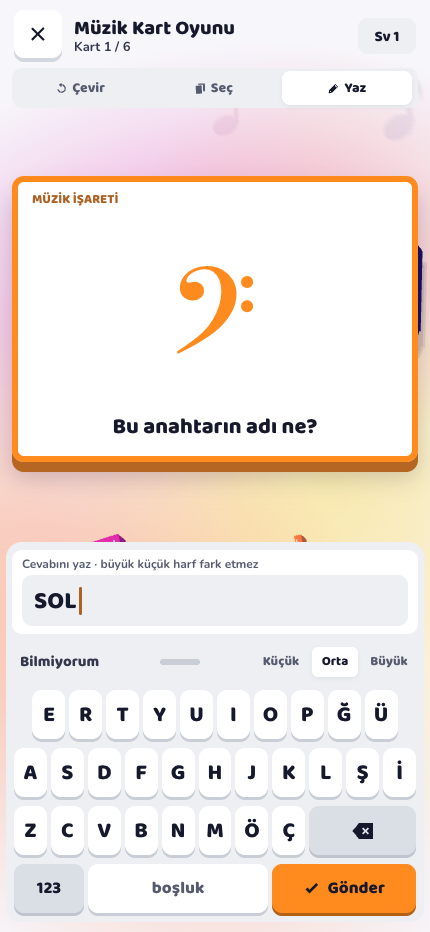 Müzik Kart Oyunu
Kart 1 / 6
Sv 1
Çevir
Seç
Yaz
MÜZİK İŞARETİ
Bu anahtarın adı ne?
Cevabını yaz · büyük küçük harf fark etmez
SOL
Bilmiyorum
Küçük
Orta
Büyük
E R T Y U I O P Ğ Ü
A S D F G H J K L Ş İ
Z C V B N M Ö Ç
123
boşluk
Gönder